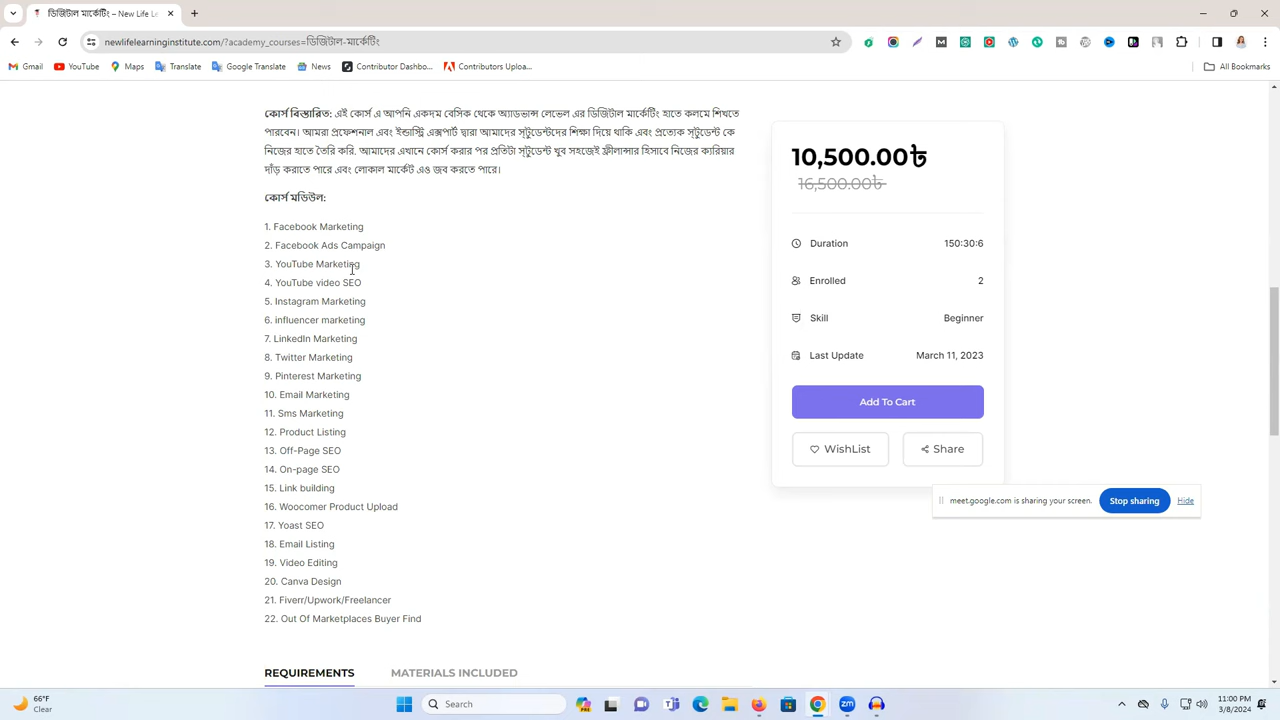 ডিজিটাল মার্কেটিং – New Life Le
newlifelearninginstitute.com/?academy_courses=ডিজিটাল-মার্কেটিং
Gmail
YouTube
Maps
Translate
Google Translate
News
Contributor Dashbo...
Contributors Uploa...
All Bookmarks
কোর্স বিস্তারিত: এই কোর্স এ আপনি একদম বেসিক থেকে অ্যাডভান্স লেভেল এর ডিজিটাল মার্কেটিং হাতে কলমে শিখতে
পারবেন। আমরা প্রফেশনাল এবং ইন্ডাস্ট্রি এক্সপার্ট দ্বারা আমাদের স্টুডেন্টদের শিক্ষা দিয়ে থাকি এবং প্রত্যেক স্টুডেন্ট কে
নিজের হাতে তৈরি করি. আমাদের এখানে কোর্স করার পর প্রতিটা স্টুডেন্ট খুব সহজেই ফ্রীলান্সার হিসাবে নিজের ক্যরিয়ার
দাঁড় করাতে পারে এবং লোকাল মার্কেট এও জব করতে পারে।
কোর্স মডিউল:
1. Facebook Marketing
2. Facebook Ads Campaign
3. YouTube Marketing
4. YouTube video SEO
5. Instagram Marketing
6. influencer marketing
7. LinkedIn Marketing
8. Twitter Marketing
9. Pinterest Marketing
10. Email Marketing
11. Sms Marketing
12. Product Listing
13. Off-Page SEO
14. On-page SEO
15. Link building
16. Woocomer Product Upload
17. Yoast SEO
18. Email Listing
19. Video Editing
20. Canva Design
21. Fiverr/Upwork/Freelancer
22. Out Of Marketplaces Buyer Find
REQUIREMENTS
MATERIALS INCLUDED
10,500.00৳
16,500.00৳
Duration 150:30:6
Enrolled 2
Skill Beginner
Last Update March 11, 2023
Add To Cart
WishList
Share
meet.google.com is sharing your screen. Stop sharing Hide
66°F
Clear
Search
11:00 PM
3/8/2024